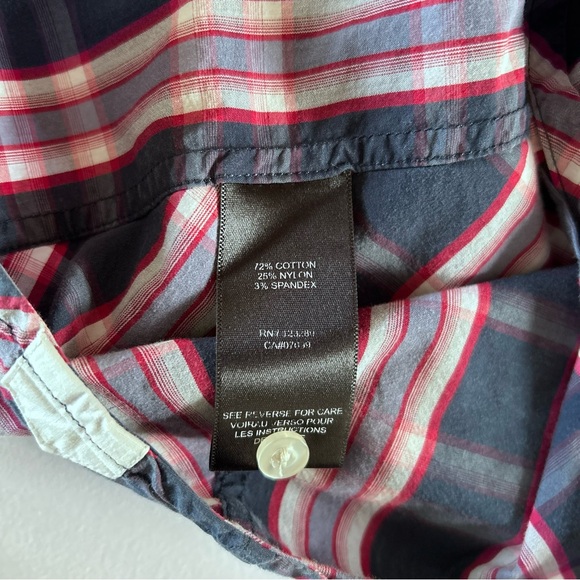 72% COTTON
25% NYLON
3% SPANDEX
SEE REVERSE FOR CARE
VOIR AU VERSO POUR
LES INSTRUCTIONS